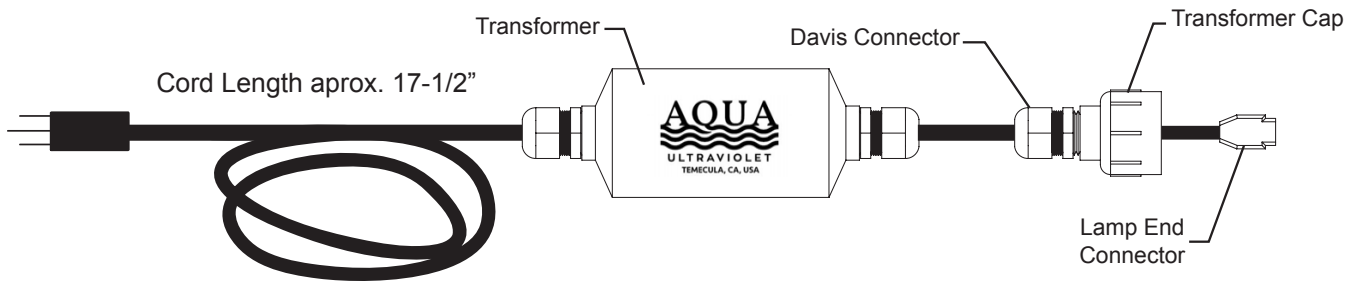 Transformer Cap
Transformer
Davis Connector
Cord Length aprox. 17-1/2”
AQUA
ULTRAVIOLET
TEMECULA, CA, USA
Lamp End
Connector